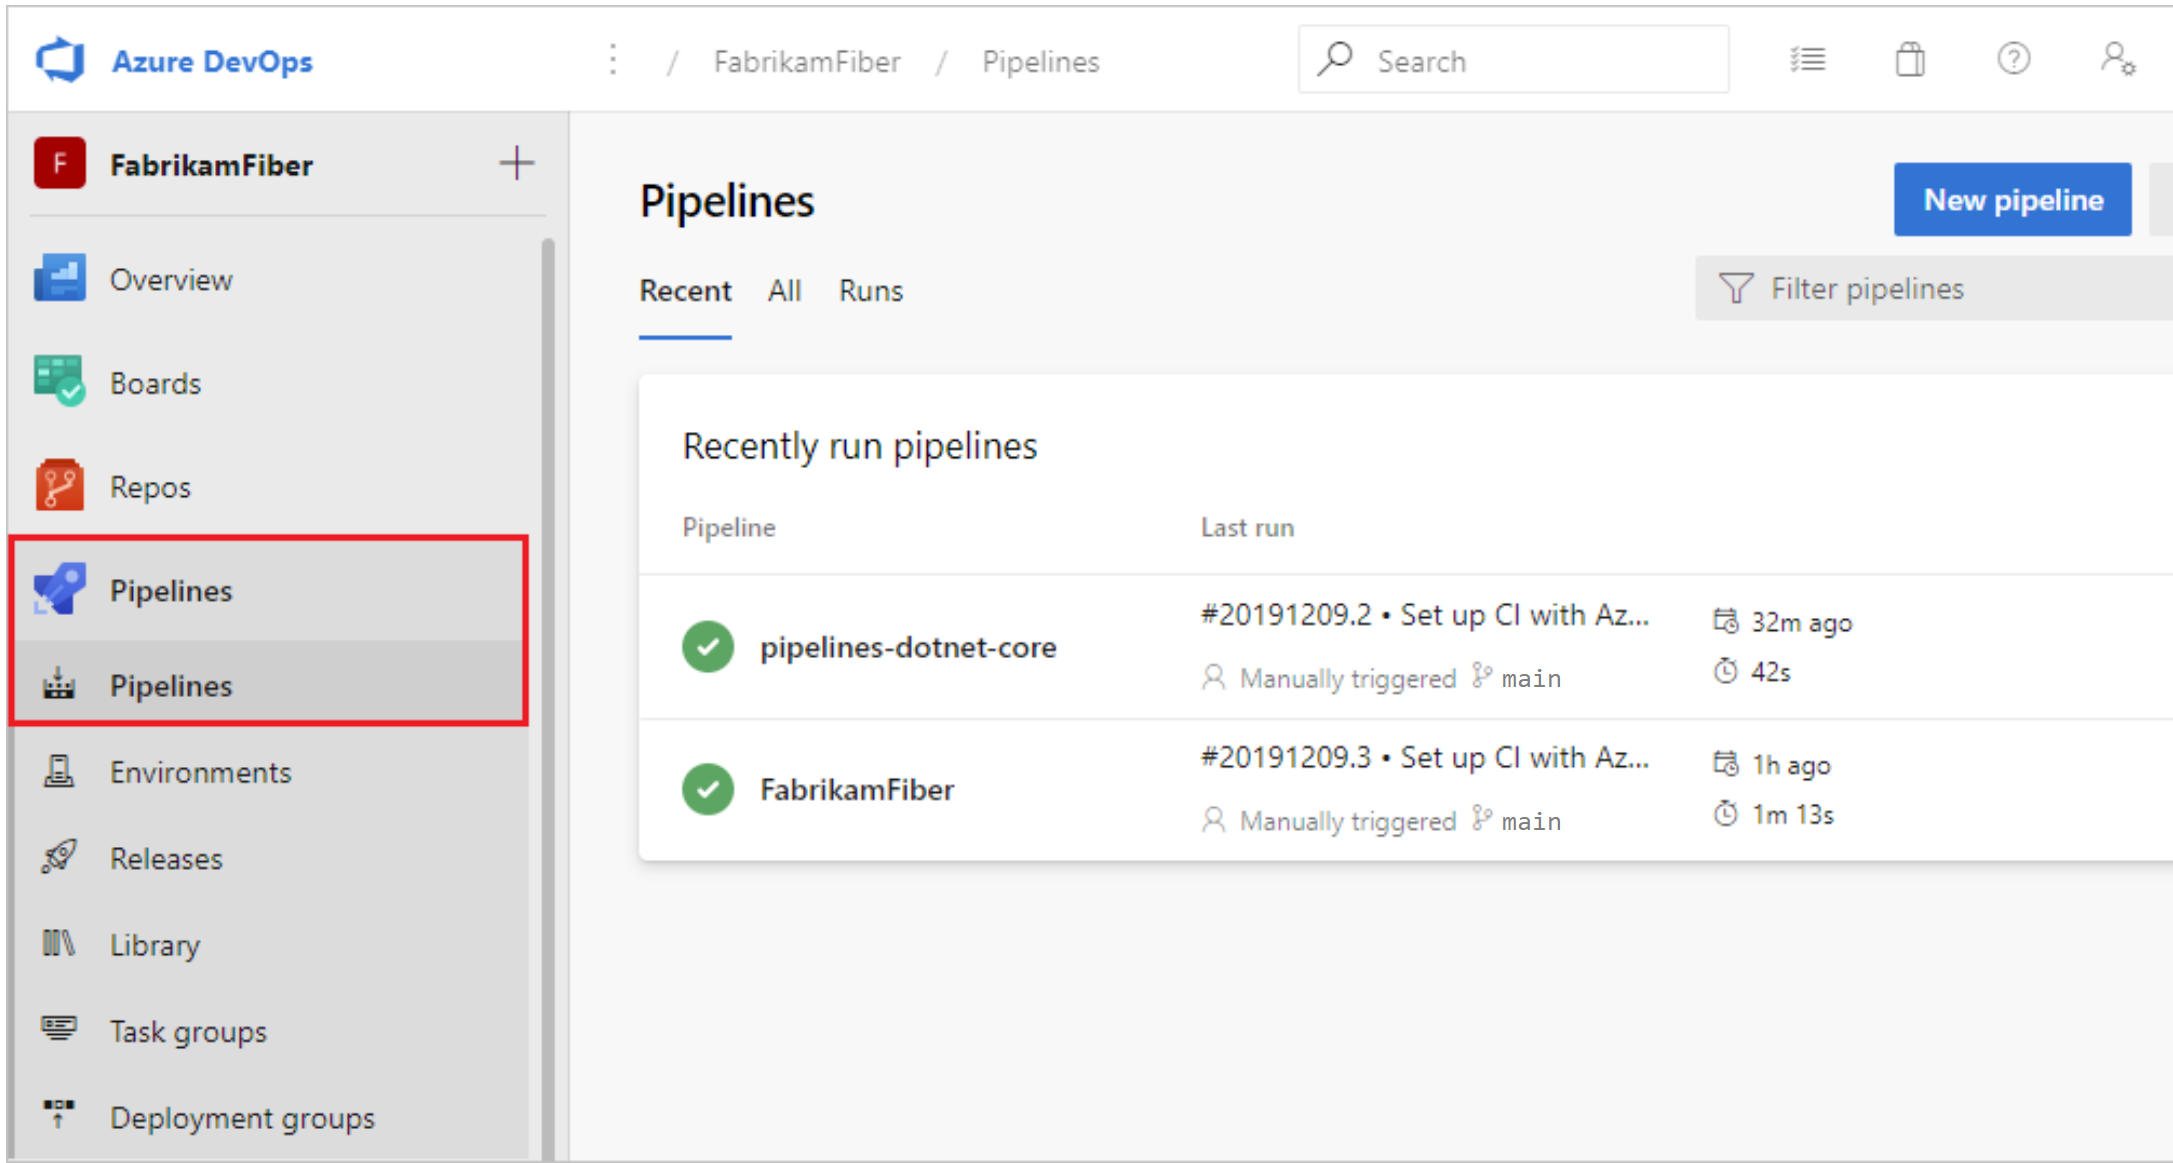 Azure DevOps
⋮ / FabrikamFiber / Pipelines
Search
F FabrikamFiber
Overview
Boards
Repos
Pipelines
Pipelines
Environments
Releases
Library
Task groups
Deployment groups
Pipelines
New pipeline
Recent All Runs
Filter pipelines
Recently run pipelines
Pipeline Last run
pipelines-dotnet-core
#20191209.2 • Set up CI with Az...
Manually triggered main
32m ago
42s
FabrikamFiber
#20191209.3 • Set up CI with Az...
Manually triggered main
1h ago
1m 13s